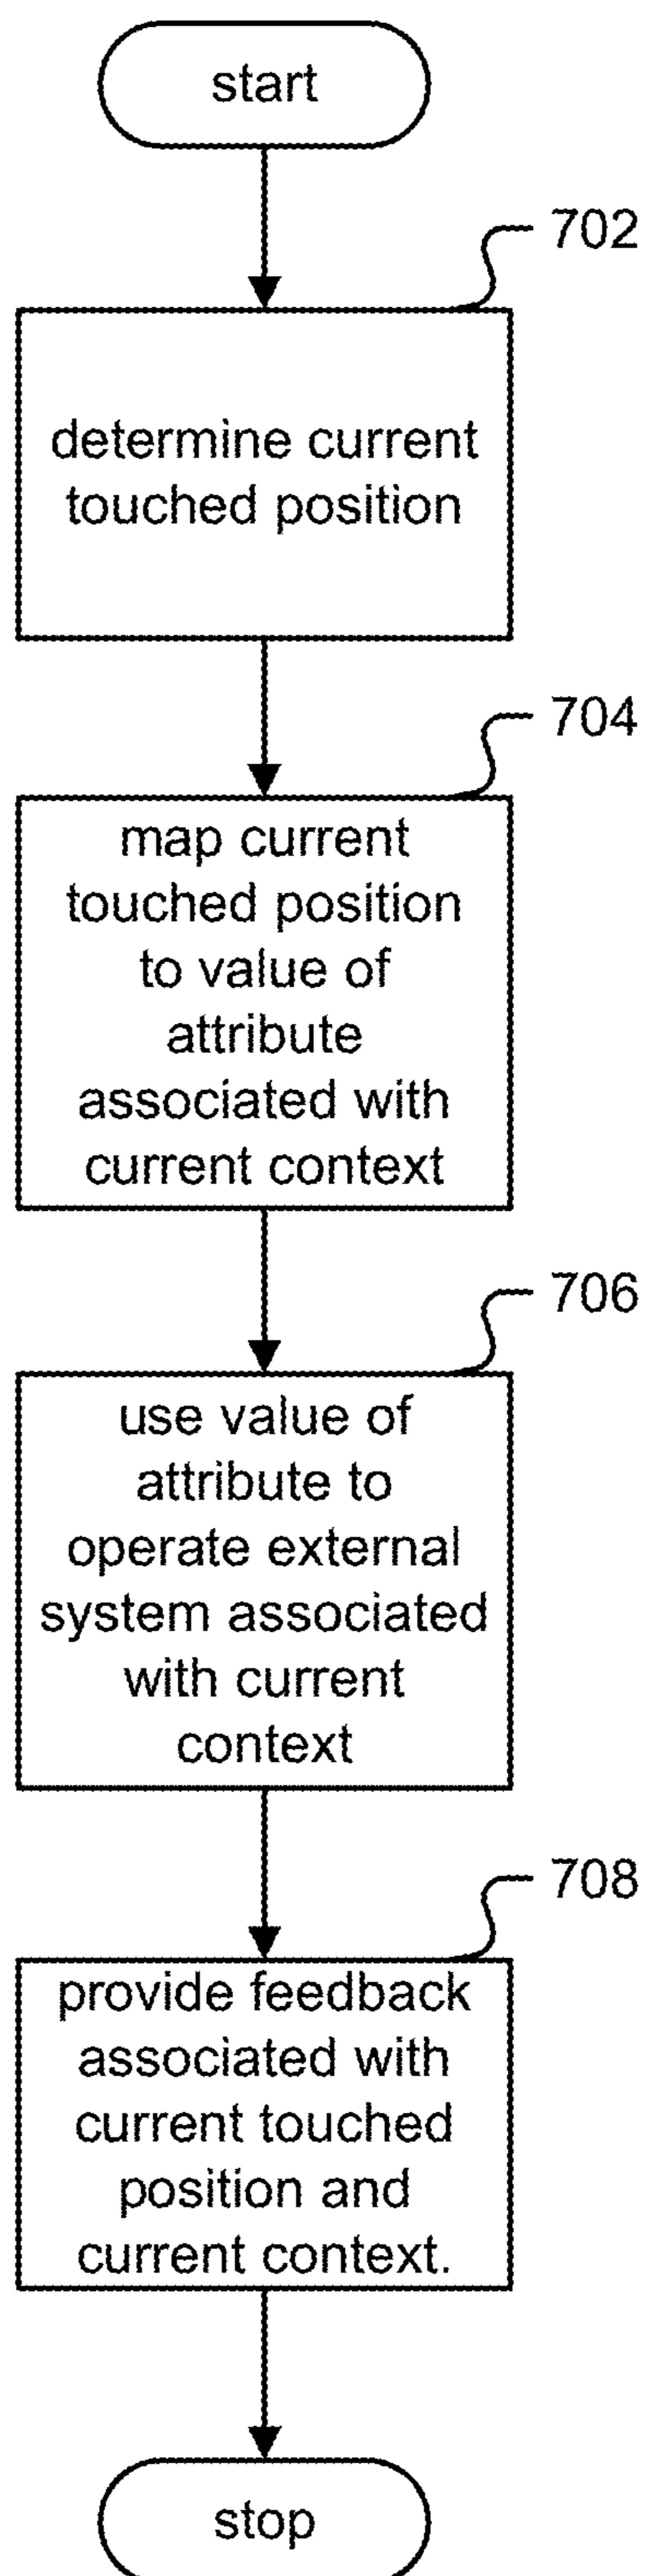 start
702
determine current
touched position
704
map current
touched position
to value of
attribute
associated with
current context
706
use value of
attribute to
operate external
system associated
with current
context
708
provide feedback
associated with
current touched
position and
current context.
stop